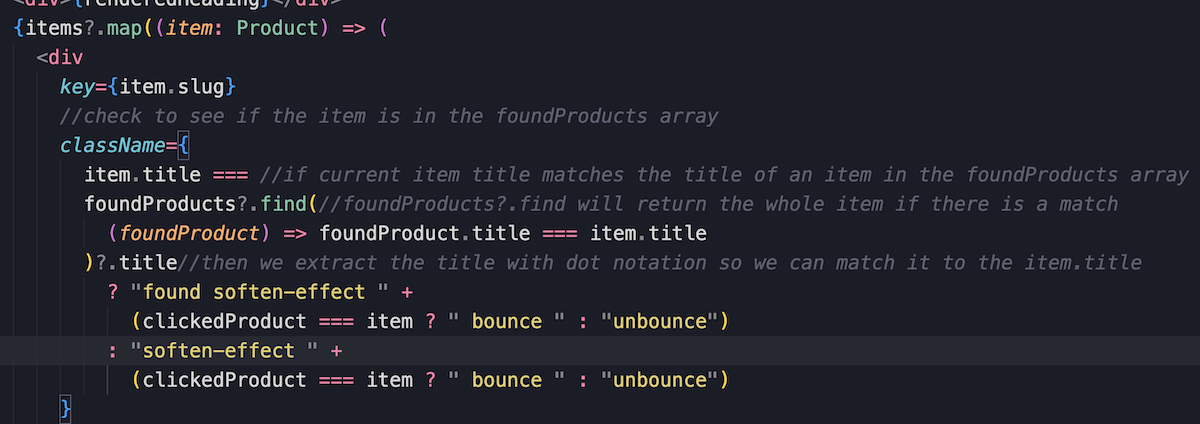 <div>{renderedHeading}</div>
{items?.map((item: Product) => (
<div
key={item.slug}
//check to see if the item is in the foundProducts array
className={
item.title === //if current item title matches the title of an item in the foundProducts array
foundProducts?.find(//foundProducts?.find will return the whole item if there is a match
(foundProduct) => foundProduct.title === item.title
)?.title//then we extract the title with dot notation so we can match it to the item.title
? "found soften-effect " +
(clickedProduct === item ? " bounce " : "unbounce")
: "soften-effect " +
(clickedProduct === item ? " bounce " : "unbounce")
}